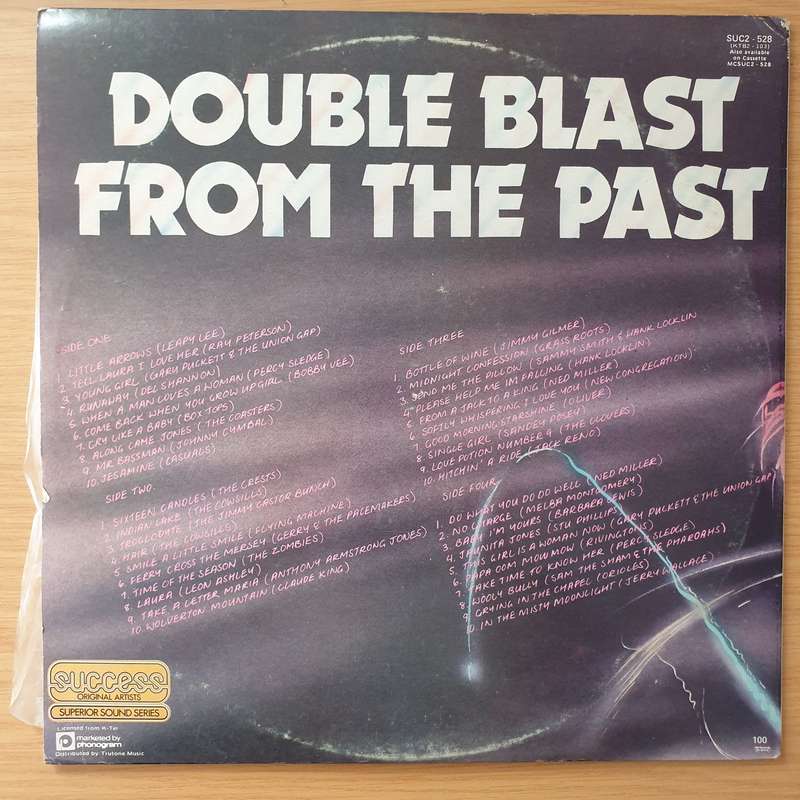 SUC2 - 528
(KTB2 - 103)
Also available
on Cassette
MCSUC2 - 528
DOUBLE BLAST
FROM THE PAST
SIDE ONE
1. LITTLE ARROWS (LEAPY LEE)
2. TELL LAURA I LOVE HER (RAY PETERSON)
3. YOUNG GIRL (GARY PUCKETT & THE UNION GAP)
4. RUNAWAY (DEL SHANNON)
5. WHEN A MAN LOVES A WOMAN (PERCY SLEDGE)
6. COME BACK WHEN YOU GROW UP GIRL (BOBBY VEE)
7. CRY LIKE A BABY (BOX TOPS)
8. ALONG CAME JONES (THE COASTERS)
9. MR BASSMAN (JOHNNY CYMBAL)
10. JESAMINE (CASUALS)
SIDE TWO
1. SIXTEEN CANDLES (THE CRESTS)
2. INDIAN LAKE (THE COWSILLS)
3. TROGLODYTE (THE JIMMY CASTOR BUNCH)
4. HAIR (THE COWSILLS)
5. SMILE A LITTLE SMILE (FLYING MACHINE)
6. FERRY CROSS THE MERSEY (GERRY & THE PACEMAKERS)
7. TIME OF THE SEASON (THE ZOMBIES)
8. LAURA (LEON ASHLEY)
9. TAKE A LETTER MARIA (ANTHONY ARMSTRONG JONES)
10. WOLVERTON MOUNTAIN (CLAUDE KING)
SIDE THREE
1. BOTTLE OF WINE (JIMMY GILMER)
2. MIDNIGHT CONFESSION (GRASS ROOTS)
3. SEND ME THE PILLOW (SAMMY SMITH & HANK LOCKLIN
4. PLEASE HELP ME IM FALLING (HANK LOCKLIN)
5. FROM A JACK TO A KING (NED MILLER)
6. SOFTLY WHISPERING I LOVE YOU (NEW CONGREGATION)
7. GOOD MORNING STARSHINE (OLIVER)
8. SINGLE GIRL (SANDEY POSEY)
9. LOVE POTION NUMBER 9 (THE CLOVERS)
10. HITCHIN' A RIDE (JACK RENO)
SIDE FOUR
1. DO WHAT YOU DO DO WELL (NED MILLER)
2. NO CHARGE (MELBA MONTGOMERY)
3. BABY I'M YOURS (BARBARA LEWIS)
4. JUANITA JONES (STU PHILLIPS)
5. THIS GIRL IS A WOMAN NOW (GARY PUCKETT & THE UNION GAP)
6. PAPA OOM MOW MOW (RIVINGTONS)
7. TAKE TIME TO KNOW HER (PERCY SLEDGE)
8. WOOLY BULLY (SAM THE SHAM & THE PHAROAHS)
9. CRYING IN THE CHAPEL (ORIOLES)
10. IN THE MISTY MOONLIGHT (JERRY WALLACE)
success
ORIGINAL ARTISTS
SUPERIOR SOUND SERIES
Licensed from K-Tel
marketed by
phonogram
Distributed by Trutone Music
100